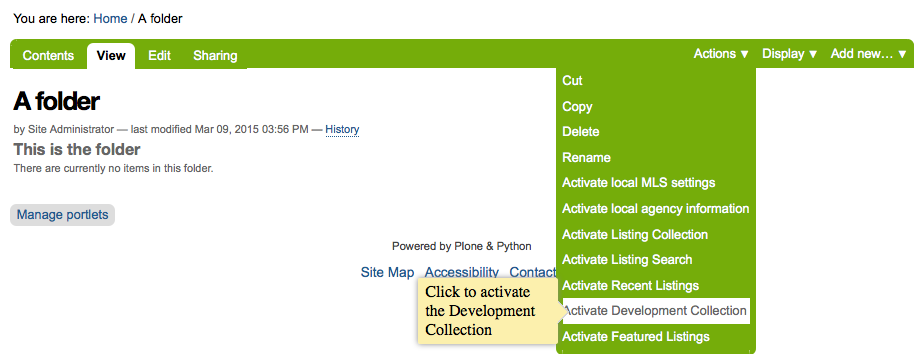 You are here: Home / A folder
Contents View Edit Sharing Actions ▼ Display ▼ Add new… ▼
Cut
Copy
Delete
Rename
Activate local MLS settings
Activate local agency information
Activate Listing Collection
Activate Listing Search
Activate Recent Listings
Activate Development Collection
Activate Featured Listings
A folder
by Site Administrator — last modified Mar 09, 2015 03:56 PM — History
This is the folder
There are currently no items in this folder.
Manage portlets
Powered by Plone & Python
Site Map Accessibility Contact
Click to activate
the Development
Collection